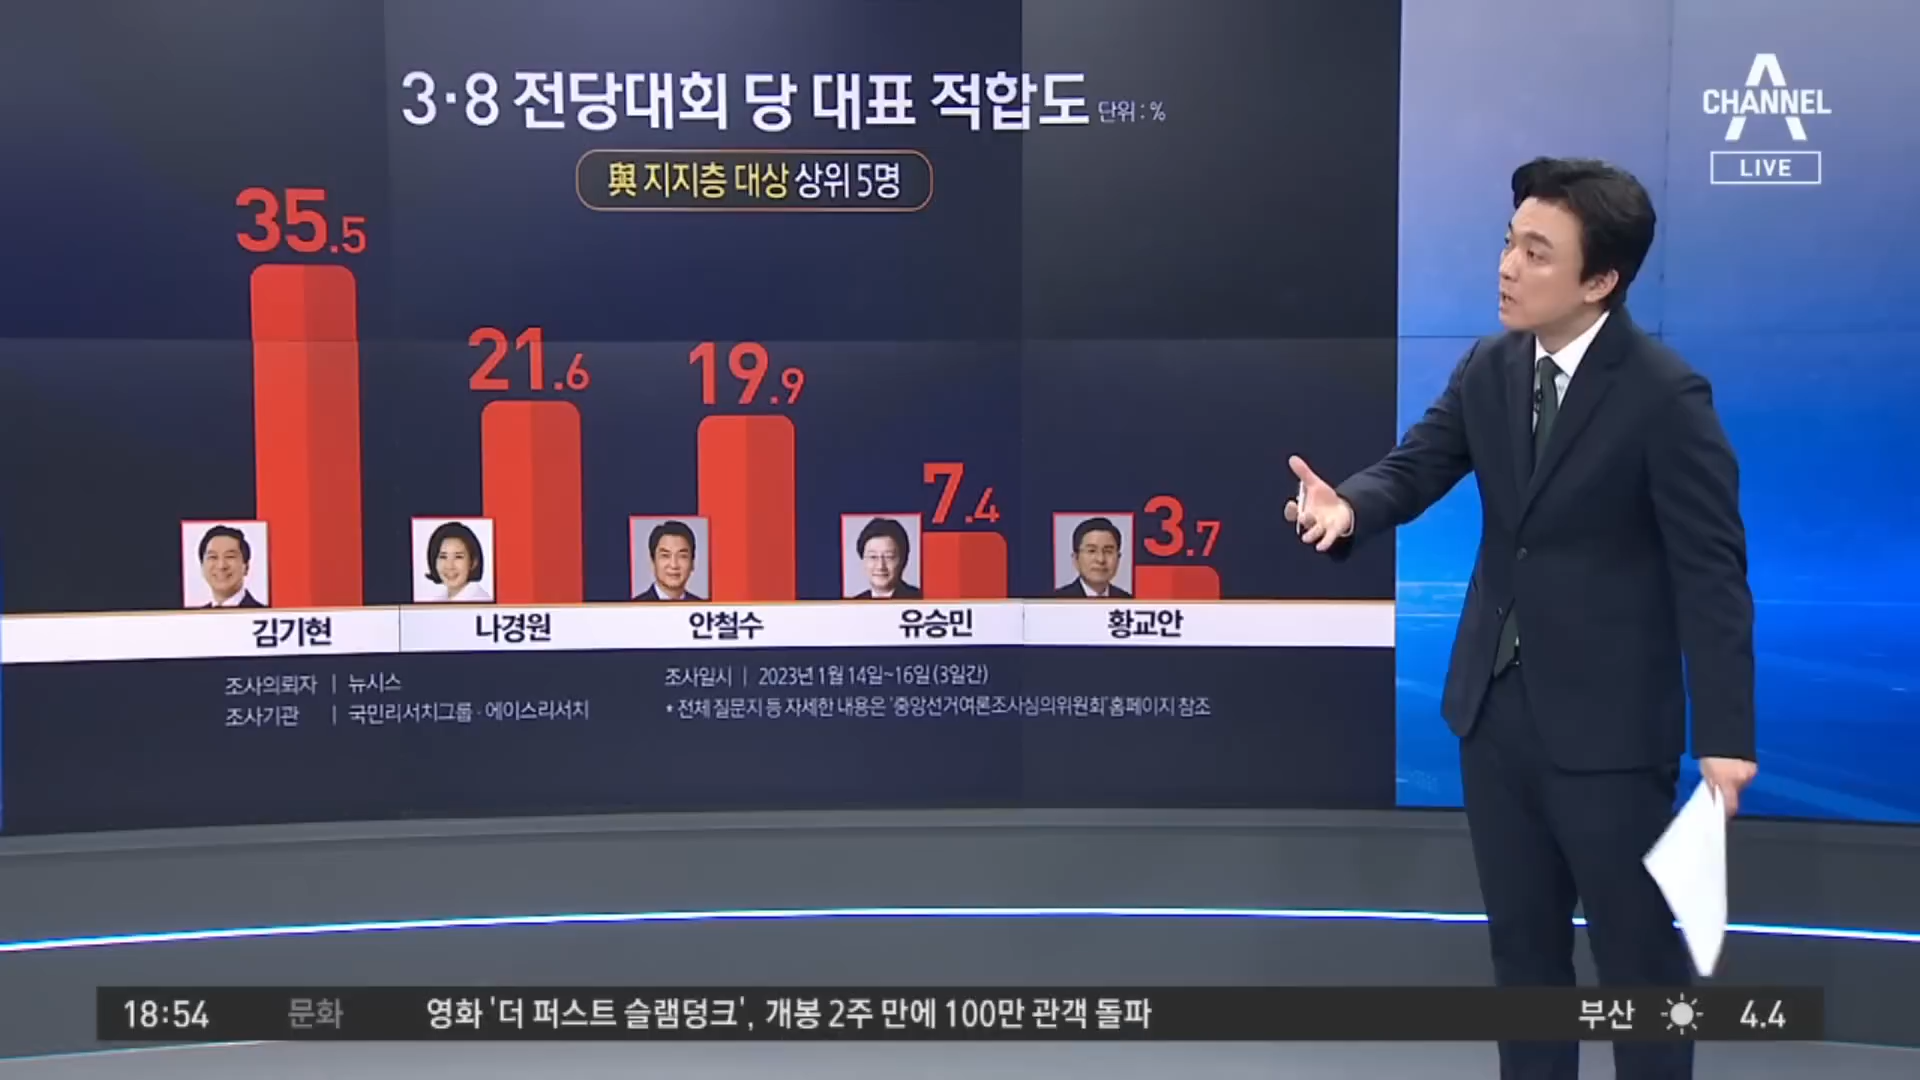 3·8 전당대회 당 대표 적합도 단위 : %
與 지지층 대상 상위 5명
35.5
21.6
19.9
7.4
3.7
김기현
나경원
안철수
유승민
황교안
조사의뢰자 | 뉴시스
조사기관 | 국민리서치그룹 · 에이스리서치
조사일시 | 2023년 1월 14일~16일 (3일간)
* 전체 질문지 등 자세한 내용은 '중앙선거여론조사심의위원회' 홈페이지 참조
CHANNEL A
LIVE
18:54 문화 영화 '더 퍼스트 슬램덩크', 개봉 2주 만에 100만 관객 돌파 부산 4.4